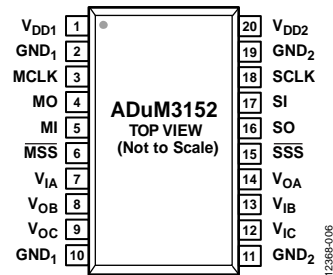 VDD1 1 20 VDD2
GND1 2 19 GND2
MCLK 3 18 SCLK
MO 4 17 SI
MI 5 16 SO
MSS 6 15 SSS
VIA 7 14 VOA
VOB 8 13 VIB
VOC 9 12 VIC
GND1 10 11 GND2
ADuM3152
TOP VIEW
(Not to Scale)
12368-006